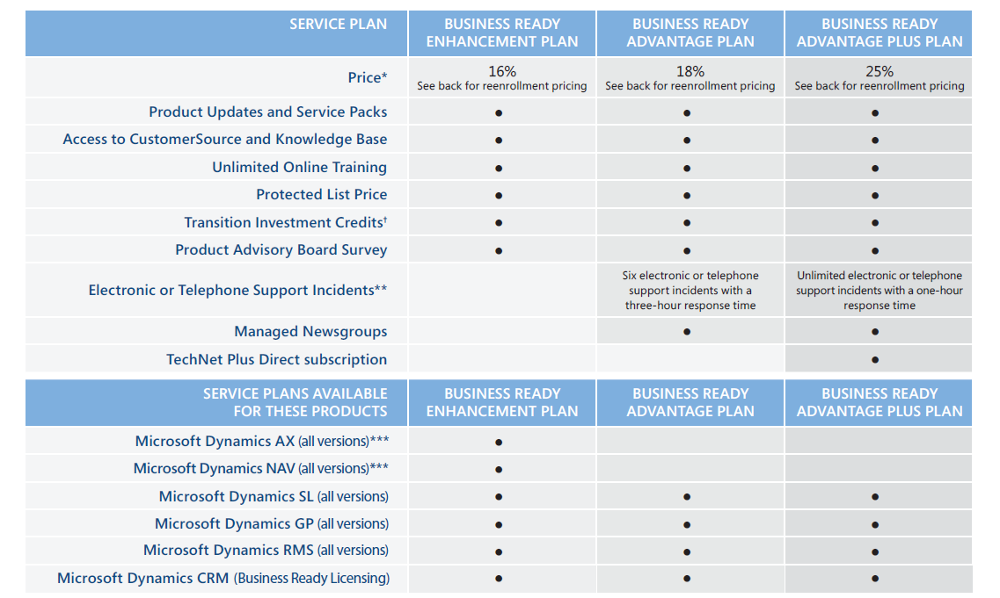 SERVICE PLAN
BUSINESS READY
ENHANCEMENT PLAN
BUSINESS READY
ADVANTAGE PLAN
BUSINESS READY
ADVANTAGE PLUS PLAN
Price*
16%
See back for reenrollment pricing
18%
See back for reenrollment pricing
25%
See back for reenrollment pricing
Product Updates and Service Packs ● ● ●
Access to CustomerSource and Knowledge Base ● ● ●
Unlimited Online Training ● ● ●
Protected List Price ● ● ●
Transition Investment Credits† ● ● ●
Product Advisory Board Survey ● ● ●
Electronic or Telephone Support Incidents**
Six electronic or telephone
support incidents with a
three-hour response time
Unlimited electronic or telephone
support incidents with a one-hour
response time
Managed Newsgroups ● ●
TechNet Plus Direct subscription ●
SERVICE PLANS AVAILABLE
FOR THESE PRODUCTS
BUSINESS READY
ENHANCEMENT PLAN
BUSINESS READY
ADVANTAGE PLAN
BUSINESS READY
ADVANTAGE PLUS PLAN
Microsoft Dynamics AX (all versions)*** ●
Microsoft Dynamics NAV (all versions)*** ●
Microsoft Dynamics SL (all versions) ● ● ●
Microsoft Dynamics GP (all versions) ● ● ●
Microsoft Dynamics RMS (all versions) ● ● ●
Microsoft Dynamics CRM (Business Ready Licensing) ● ● ●